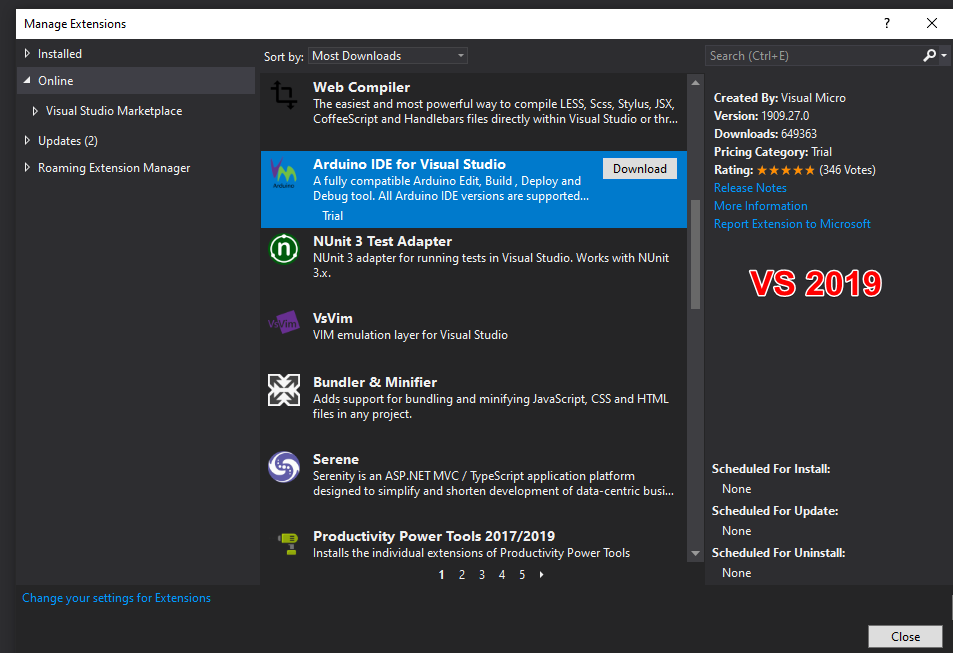 Manage Extensions
?
Installed
Online
Visual Studio Marketplace
Updates (2)
Roaming Extension Manager
Sort by: Most Downloads
Web Compiler
The easiest and most powerful way to compile LESS, Scss, Stylus, JSX,
CoffeeScript and Handlebars files directly within Visual Studio or thr...
Arduino
Arduino IDE for Visual Studio
Download
A fully compatible Arduino Edit, Build , Deploy and
Debug tool. All Arduino IDE versions are supported...
Trial
n
NUnit 3 Test Adapter
NUnit 3 adapter for running tests in Visual Studio. Works with NUnit
3.x.
VsVim
VsVim
VIM emulation layer for Visual Studio
Bundler & Minifier
Adds support for bundling and minifying JavaScript, CSS and HTML
files in any project.
Serene
Serenity is an ASP.NET MVC / TypeScript application platform
designed to simplify and shorten development of data-centric busi...
Productivity Power Tools 2017/2019
Installs the individual extensions of Productivity Power Tools
1 2 3 4 5
Search (Ctrl+E)
Created By: Visual Micro
Version: 1909.27.0
Downloads: 649363
Pricing Category: Trial
Rating: ★★★★★ (346 Votes)
Release Notes
More Information
Report Extension to Microsoft
VS 2019
Scheduled For Install:
None
Scheduled For Update:
None
Scheduled For Uninstall:
None
Change your settings for Extensions
Close